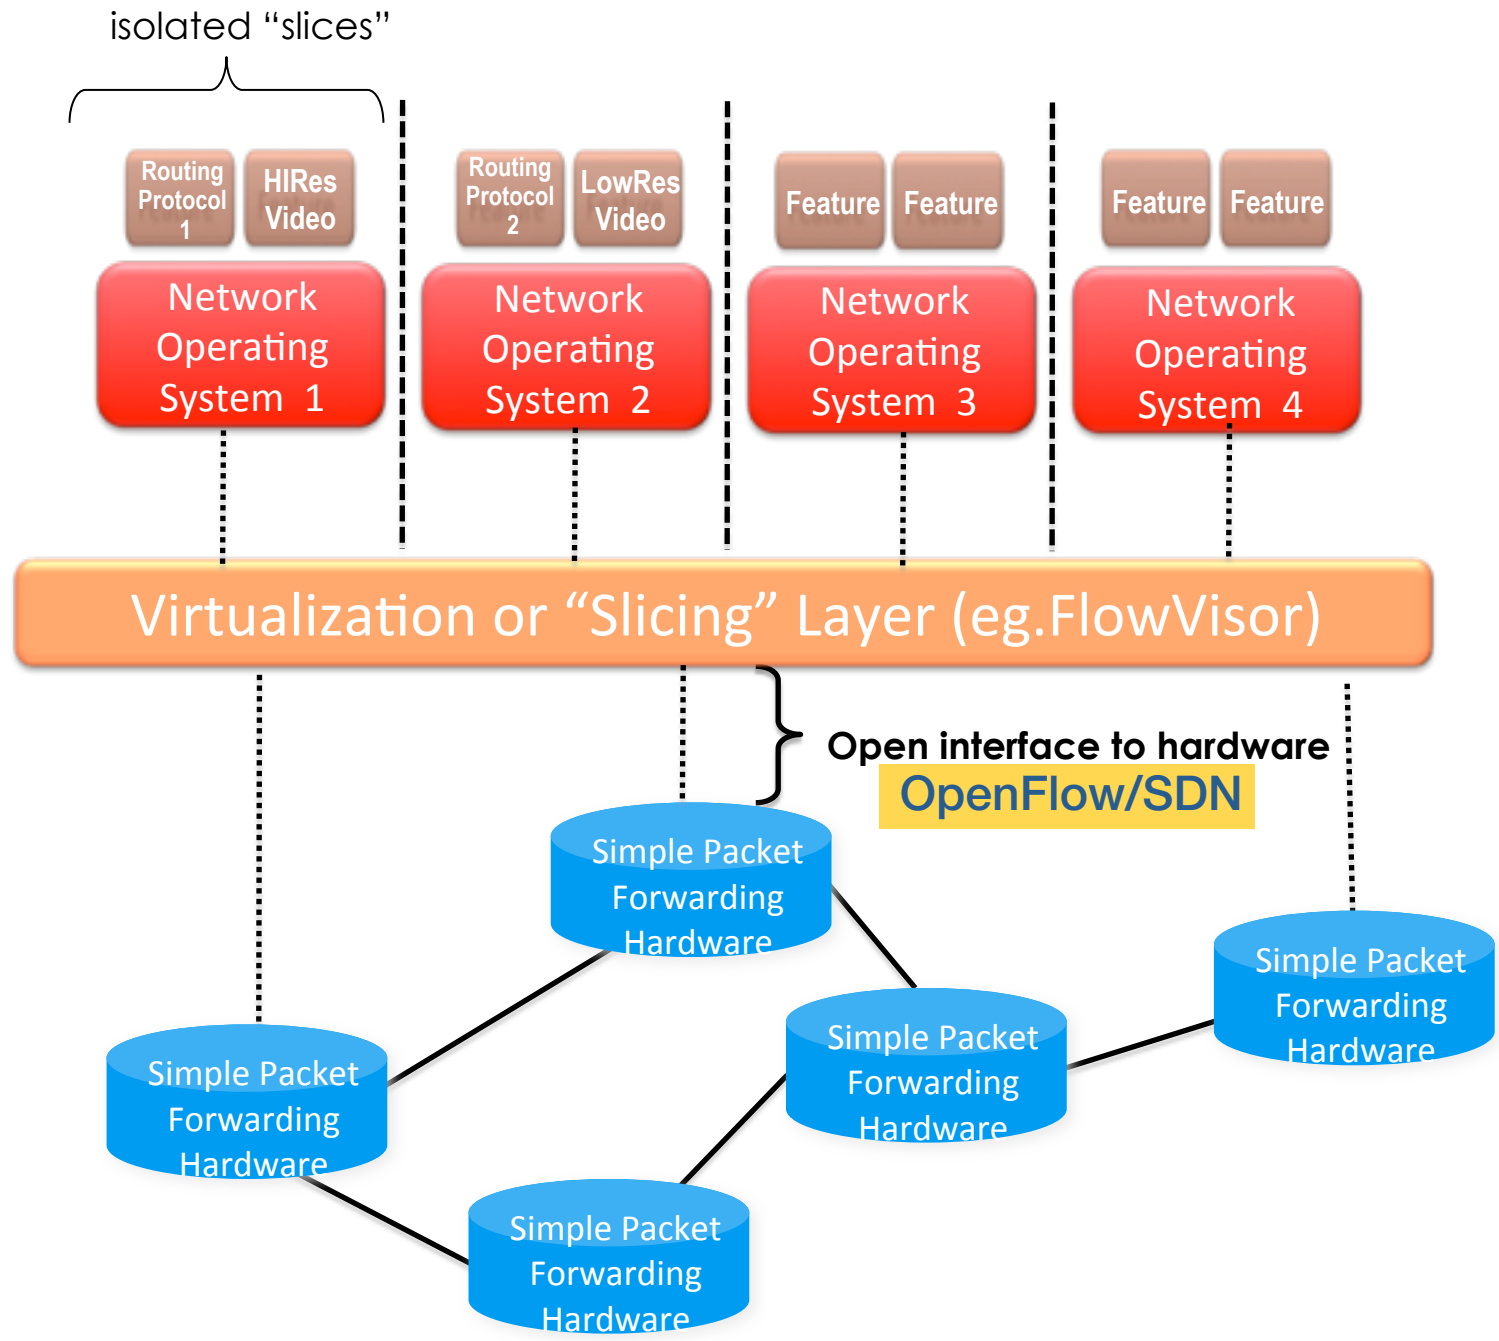 isolated “slices”
Routing
Protocol
1
HIRes
Video
Routing
Protocol
2
LowRes
Video
Feature
Feature
Feature
Feature
Network
Operating
System 1
Network
Operating
System 2
Network
Operating
System 3
Network
Operating
System 4
Virtualization or “Slicing” Layer (eg.FlowVisor)
Open interface to hardware
OpenFlow/SDN
Simple Packet
Forwarding
Hardware
Simple Packet
Forwarding
Hardware
Simple Packet
Forwarding
Hardware
Simple Packet
Forwarding
Hardware
Simple Packet
Forwarding
Hardware